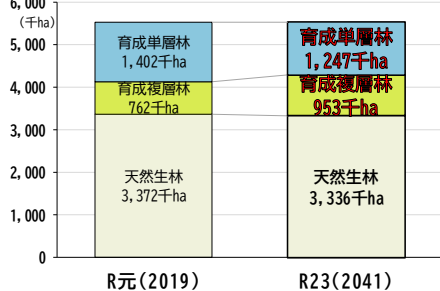 6,000
(千ha)
5,000
4,000
3,000
2,000
1,000
0
育成単層林
1,402千ha
育成複層林
762千ha
天然生林
3,372千ha
育成単層林
1,247千ha
育成複層林
953千ha
天然生林
3,336千ha
R元(2019)
R23(2041)